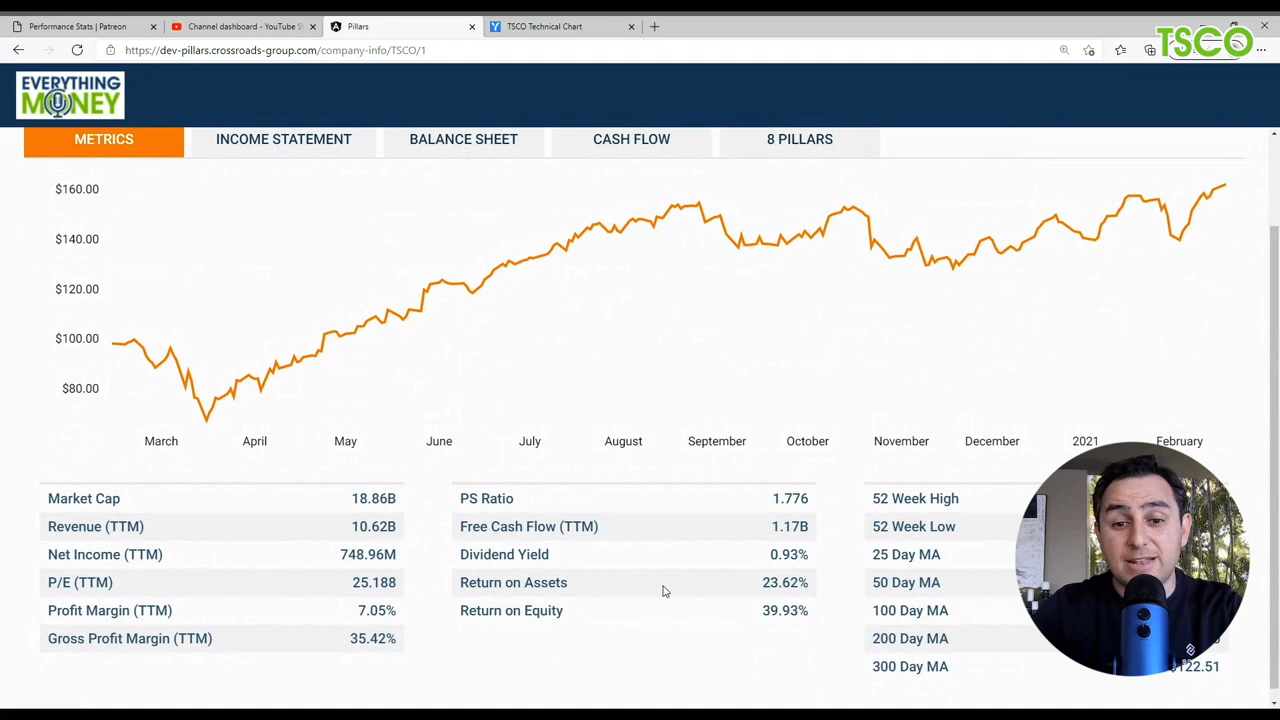 Performance Stats | Patreon
Channel dashboard - YouTube S
Pillars
TSCO Technical Chart
https://dev-pillars.crossroads-group.com/company-info/TSCO/1
TSCO
EVERYTHING
MONEY
METRICS
INCOME STATEMENT
BALANCE SHEET
CASH FLOW
8 PILLARS
$160.00
$140.00
$120.00
$100.00
$80.00
March April May June July August September October November December 2021 February
Market Cap 18.86B
Revenue (TTM) 10.62B
Net Income (TTM) 748.96M
P/E (TTM) 25.188
Profit Margin (TTM) 7.05%
Gross Profit Margin (TTM) 35.42%
PS Ratio 1.776
Free Cash Flow (TTM) 1.17B
Dividend Yield 0.93%
Return on Assets 23.62%
Return on Equity 39.93%
52 Week High
52 Week Low
25 Day MA
50 Day MA
100 Day MA
200 Day MA
300 Day MA 122.51